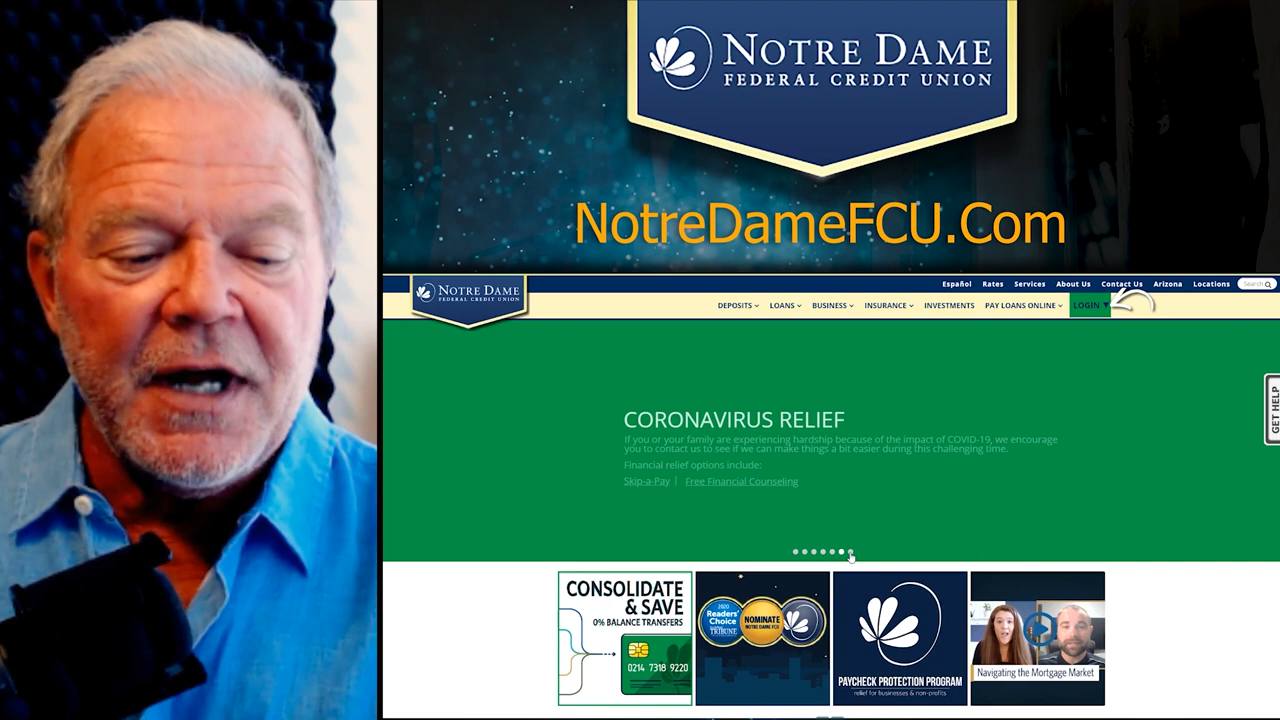 NOTRE DAME
FEDERAL CREDIT UNION
NotreDameFCU.Com
Español Rates Services About Us Contact Us Arizona Locations Search
NOTRE DAME
FEDERAL CREDIT UNION
DEPOSITS LOANS BUSINESS INSURANCE INVESTMENTS PAY LOANS ONLINE LOGIN
GET HELP
CORONAVIRUS RELIEF
If you or your family are experiencing hardship because of the impact of COVID-19, we encourage
you to contact us to see if we can make things a bit easier during this challenging time.
Financial relief options include:
Skip-a-Pay | Free Financial Counseling
CONSOLIDATE
& SAVE
0% BALANCE TRANSFERS
0214 7318 9220
2020
Readers'
Choice
TRIBUNE
NOMINATE
NOTRE DAME FCU
PAYCHECK PROTECTION PROGRAM
relief for businesses & non-profits
Navigating the Mortgage Market